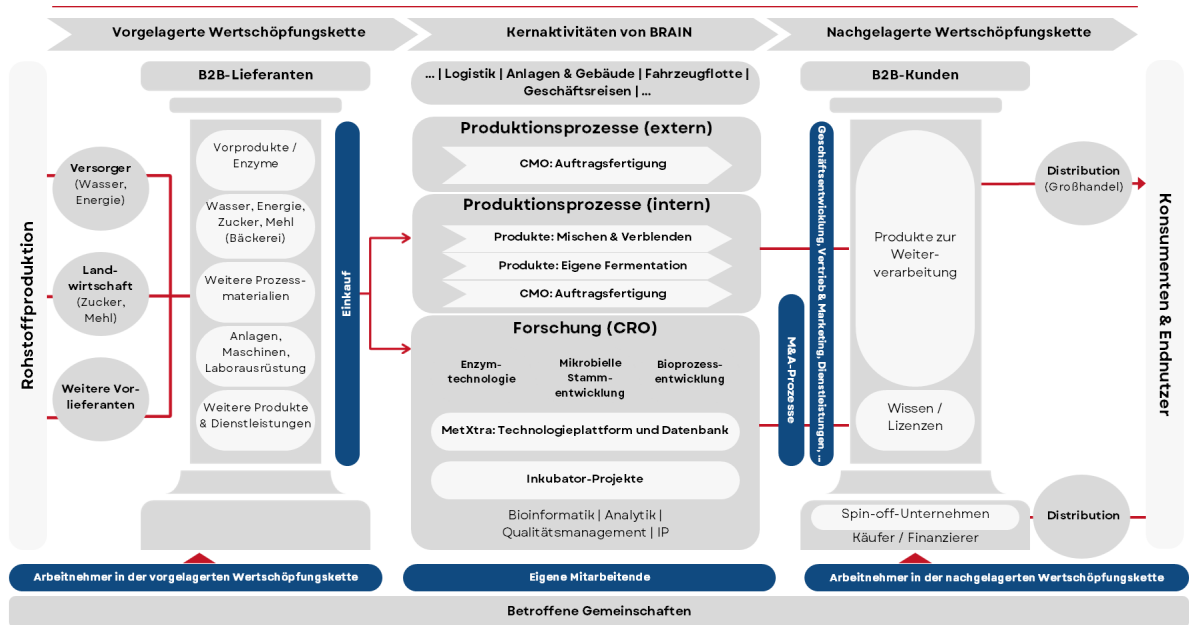 Vorgelagerte Wertschöpfungskette
Kernaktivitäten von BRAIN
Nachgelagerte Wertschöpfungskette
Rohstoffproduktion
Versorger
(Wasser,
Energie)
Land-
wirtschaft
(Zucker,
Mehl)
Weitere Vor-
lieferanten
B2B-Lieferanten
Vorprodukte /
Enzyme
Wasser, Energie,
Zucker, Mehl
(Bäckerei)
Weitere Prozess-
materialien
Anlagen,
Maschinen,
Laborausrüstung
Weitere Produkte
& Dienstleistungen
Einkauf
... | Logistik | Anlagen & Gebäude | Fahrzeugflotte |
Geschäftsreisen | ...
Produktionsprozesse (extern)
CMO: Auftragsfertigung
Produktionsprozesse (intern)
Produkte: Mischen & Verblenden
Produkte: Eigene Fermentation
CMO: Auftragsfertigung
Forschung (CRO)
Enzym-
technologie
Mikrobielle
Stamm-
entwicklung
Bioprozess-
entwicklung
MetXtra: Technologieplattform und Datenbank
Inkubator-Projekte
Bioinformatik | Analytik |
Qualitätsmanagement | IP
M&A-Prozesse
Geschäftsentwicklung, Vertrieb & Marketing, Dienstleistungen, ...
B2B-Kunden
Produkte zur
Weiter-
verarbeitung
Wissen /
Lizenzen
Spin-off-Unternehmen
Käufer / Finanzierer
Distribution
(Großhandel)
Distribution
Konsumenten & Endnutzer
Arbeitnehmer in der vorgelagerten Wertschöpfungskette
Eigene Mitarbeitende
Arbeitnehmer in der nachgelagerten Wertschöpfungskette
Betroffene Gemeinschaften